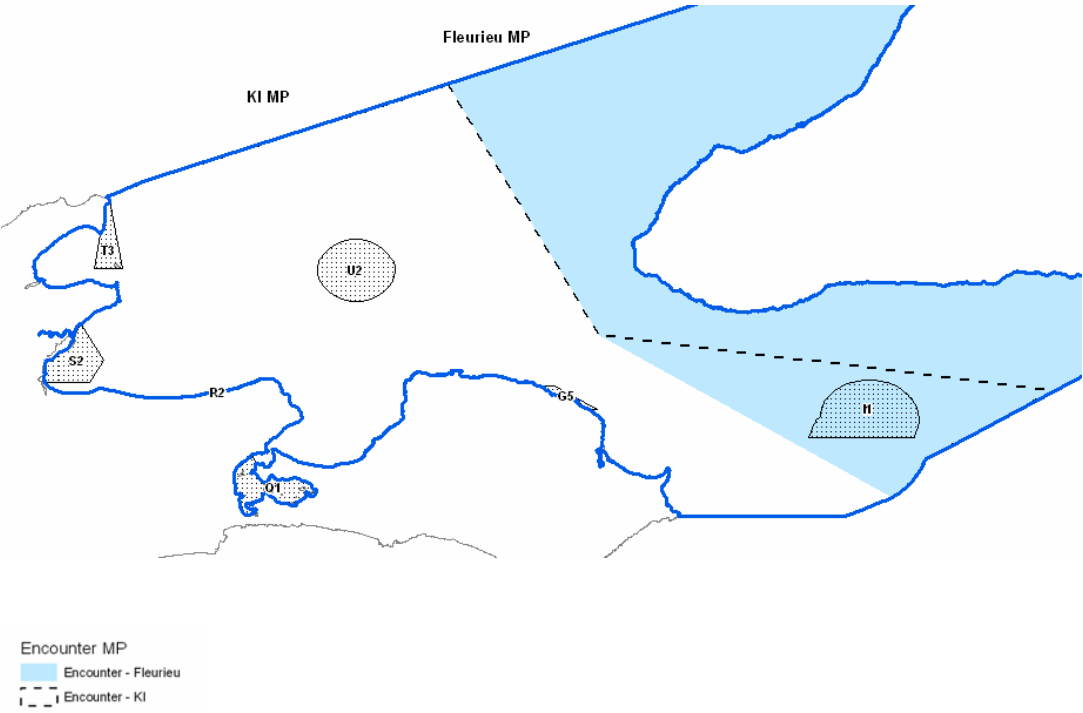 Fleurieu MP
KI MP
T3
U2
S2
R2
G5
M
O1
Encounter MP
Encounter - Fleurieu
Encounter - KI